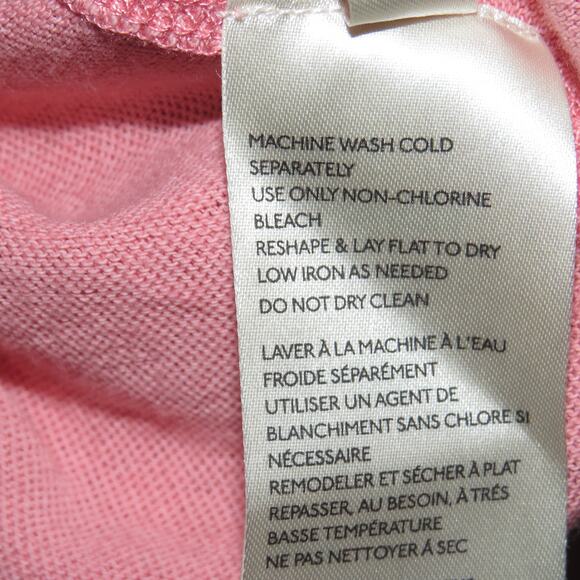 MACHINE WASH COLD
SEPARATELY
USE ONLY NON-CHLORINE
BLEACH
RESHAPE & LAY FLAT TO DRY
LOW IRON AS NEEDED
DO NOT DRY CLEAN
LAVER À LA MACHINE À L'EAU
FROIDE SÉPARÉMENT
UTILISER UN AGENT DE
BLANCHIMENT SANS CHLORE SI
NÉCESSAIRE
REMODELER ET SÉCHER À PLAT
REPASSER, AU BESOIN, À TRÉS
BASSE TEMPÉRATURE
NE PAS NETTOYER Á SEC